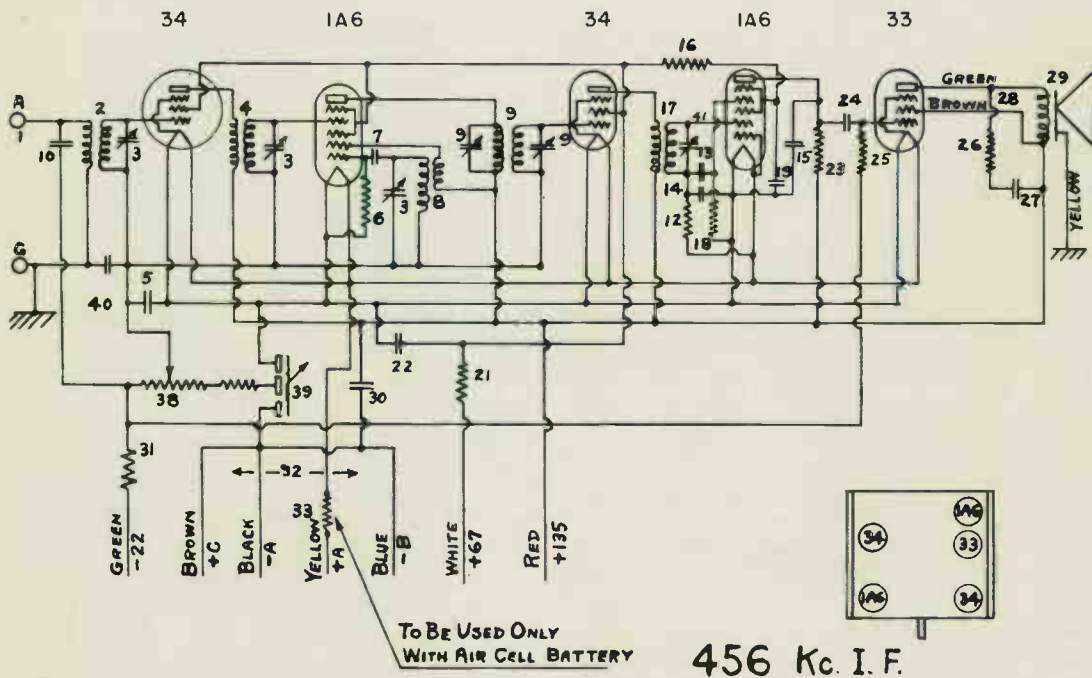 34
1A6
34
1A6
33
A
1
G
2
3
10
4
3
7
6
3
8
9
9
9
16
17
41
13
14
12
18
19
15
23
24
25
GREEN
BROWN
28
29
26
27
YELLOW
40
5
38
39
30
22
21
31
32
33
GREEN -22
BROWN +C
BLACK -A
YELLOW +A
BLUE -B
WHITE +67
RED +135
TO BE USED ONLY
WITH AIR CELL BATTERY
34
1A6
33
1A6
34
456 Kc. I.F.